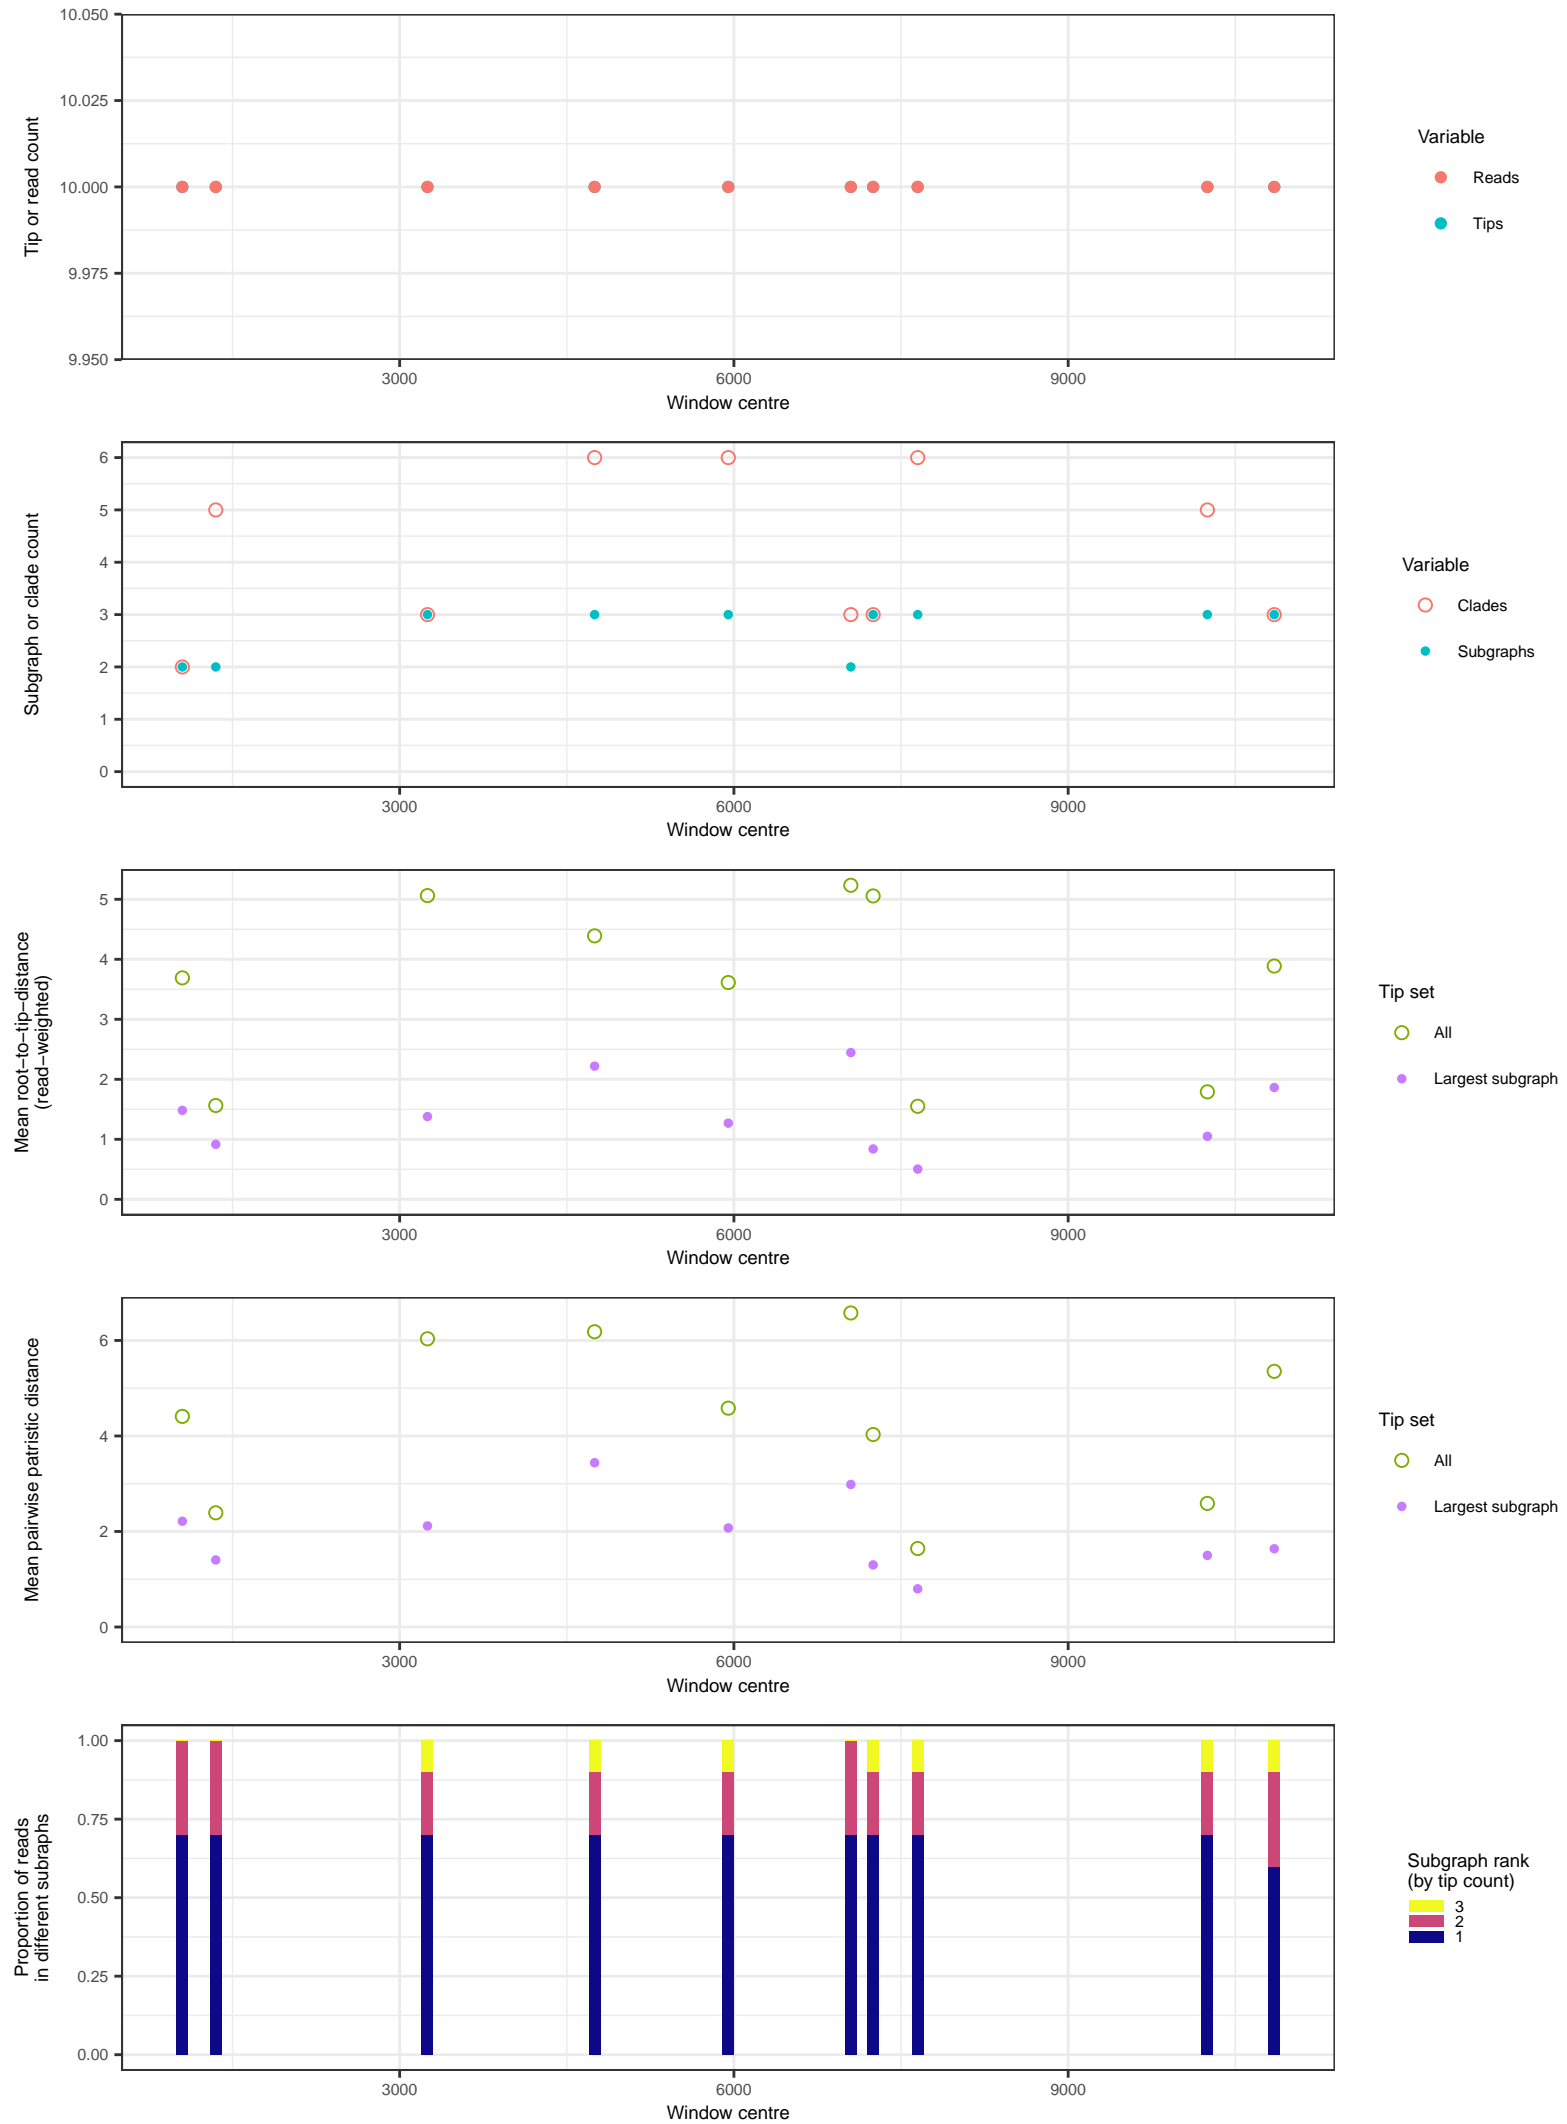 10.050
10.025
10.000
9.975
9.950
Tip or read count
3000
6000
9000
Window centre
Variable
Reads
Tips
6
5
4
3
2
1
0
Subgraph or clade count
3000
6000
9000
Window centre
Variable
Clades
Subgraphs
5
4
3
2
1
0
Mean root−to−tip−distance
(read−weighted)
3000
6000
9000
Window centre
Tip set
All
Largest subgraph
6
4
2
0
Mean pairwise patristic distance
3000
6000
9000
Window centre
Tip set
All
Largest subgraph
1.00
0.75
0.50
0.25
0.00
Proportion of reads
in different subraphs
3000
6000
9000
Window centre
Subgraph rank
(by tip count)
3
2
1